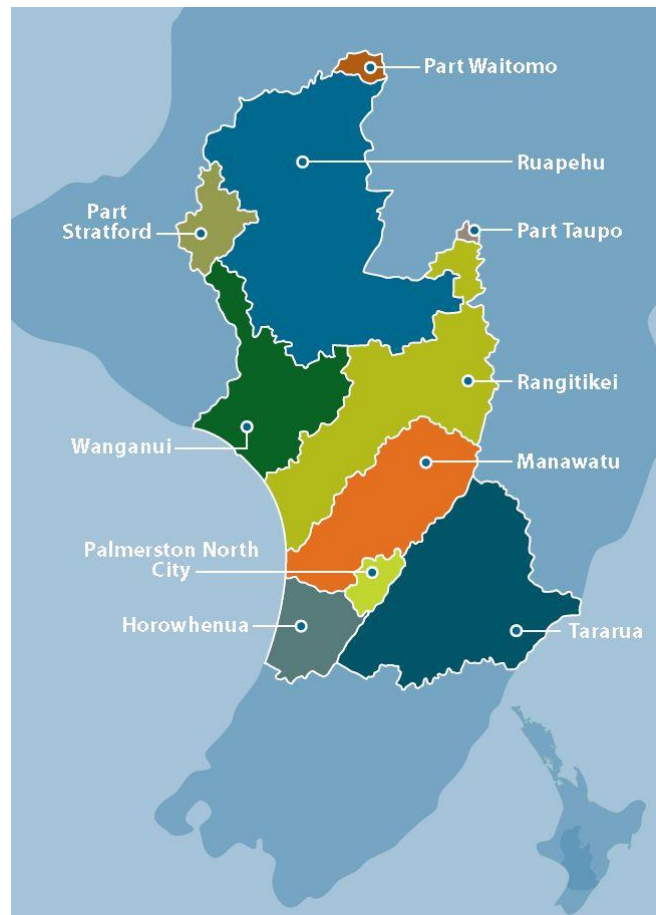 Part Waitomo
Ruapehu
Part
Stratford
Part Taupo
Rangitikei
Wanganui
Manawatu
Palmerston North
City
Horowhenua
Tararua